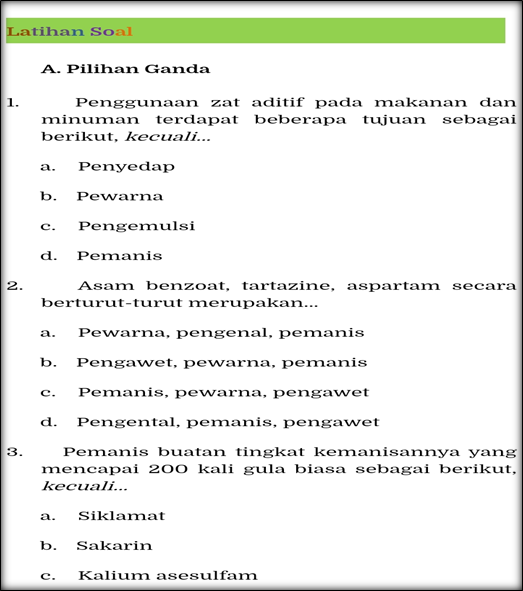 Latihan Soal
A. Pilihan Ganda
1. Penggunaan zat aditif pada makanan dan
minuman terdapat beberapa tujuan sebagai
berikut, kecuali...
a. Penyedap
b. Pewarna
c. Pengemulsi
d. Pemanis
2. Asam benzoat, tartazine, aspartam secara
berturut-turut merupakan...
a. Pewarna, pengenal, pemanis
b. Pengawet, pewarna, pemanis
c. Pemanis, pewarna, pengawet
d. Pengental, pemanis, pengawet
3. Pemanis buatan tingkat kemanisannya yang
mencapai 200 kali gula biasa sebagai berikut,
kecuali...
a. Siklamat
b. Sakarin
c. Kalium asesulfam